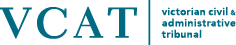 VCAT
victorian civil &
administrative
tribunal